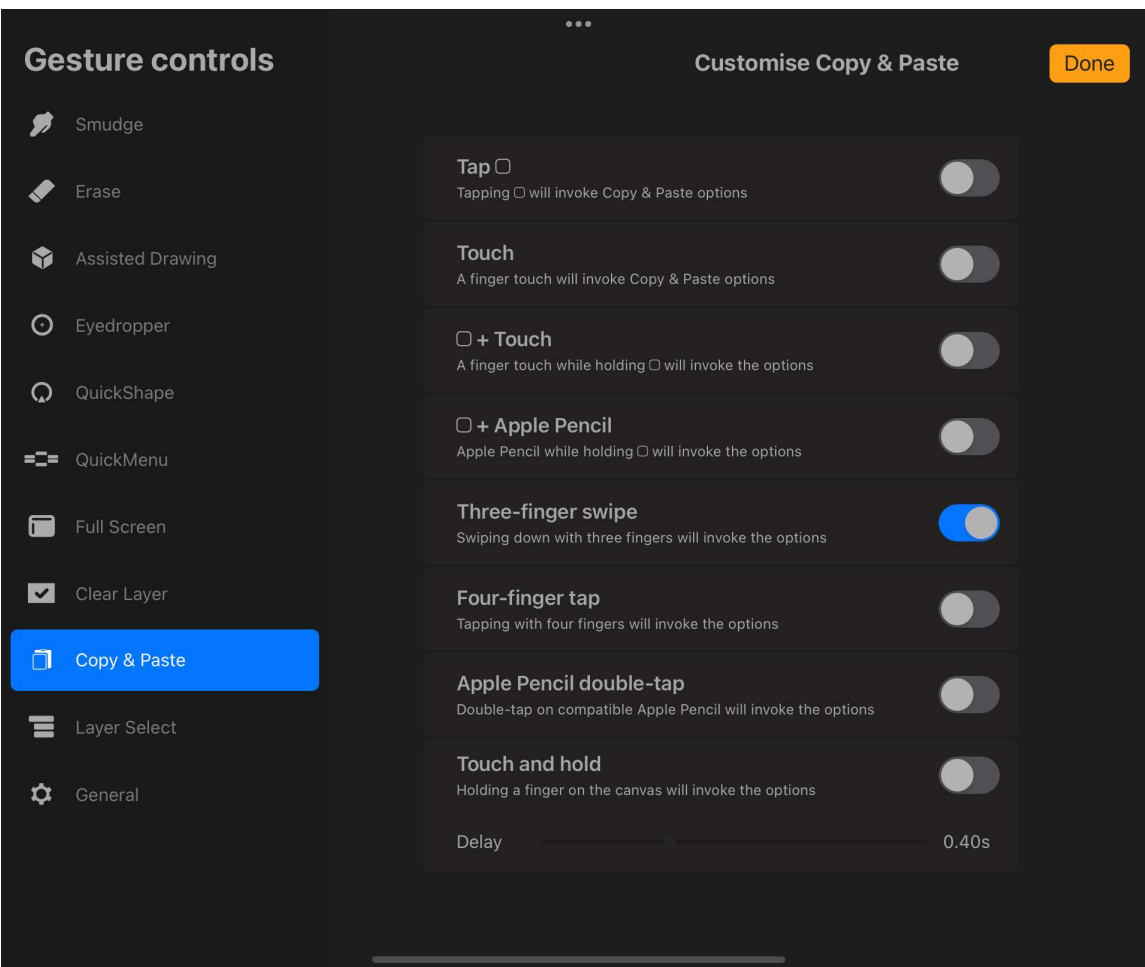 Gesture controls
Smudge
Erase
Assisted Drawing
Eyedropper
QuickShape
QuickMenu
Full Screen
Clear Layer
Copy & Paste
Layer Select
General
Customise Copy & Paste
Done
Tap ▢
Tapping ▢ will invoke Copy & Paste options
Touch
A finger touch will invoke Copy & Paste options
▢ + Touch
A finger touch while holding ▢ will invoke the options
▢ + Apple Pencil
Apple Pencil while holding ▢ will invoke the options
Three-finger swipe
Swiping down with three fingers will invoke the options
Four-finger tap
Tapping with four fingers will invoke the options
Apple Pencil double-tap
Double-tap on compatible Apple Pencil will invoke the options
Touch and hold
Holding a finger on the canvas will invoke the options
Delay 0.40s